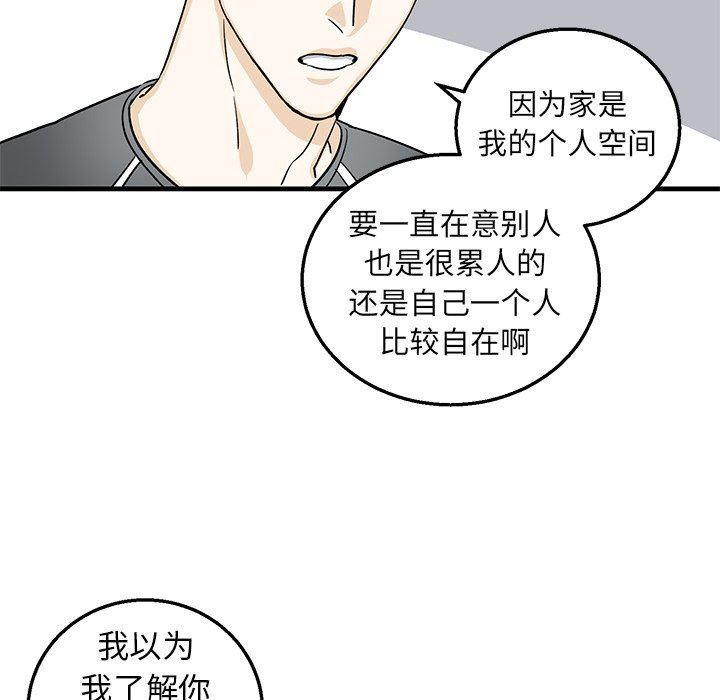 因为家是
我的个人空间
要一直在意别人
也是很累人的
还是自己一个人
比较自在啊
我以为
我了解你